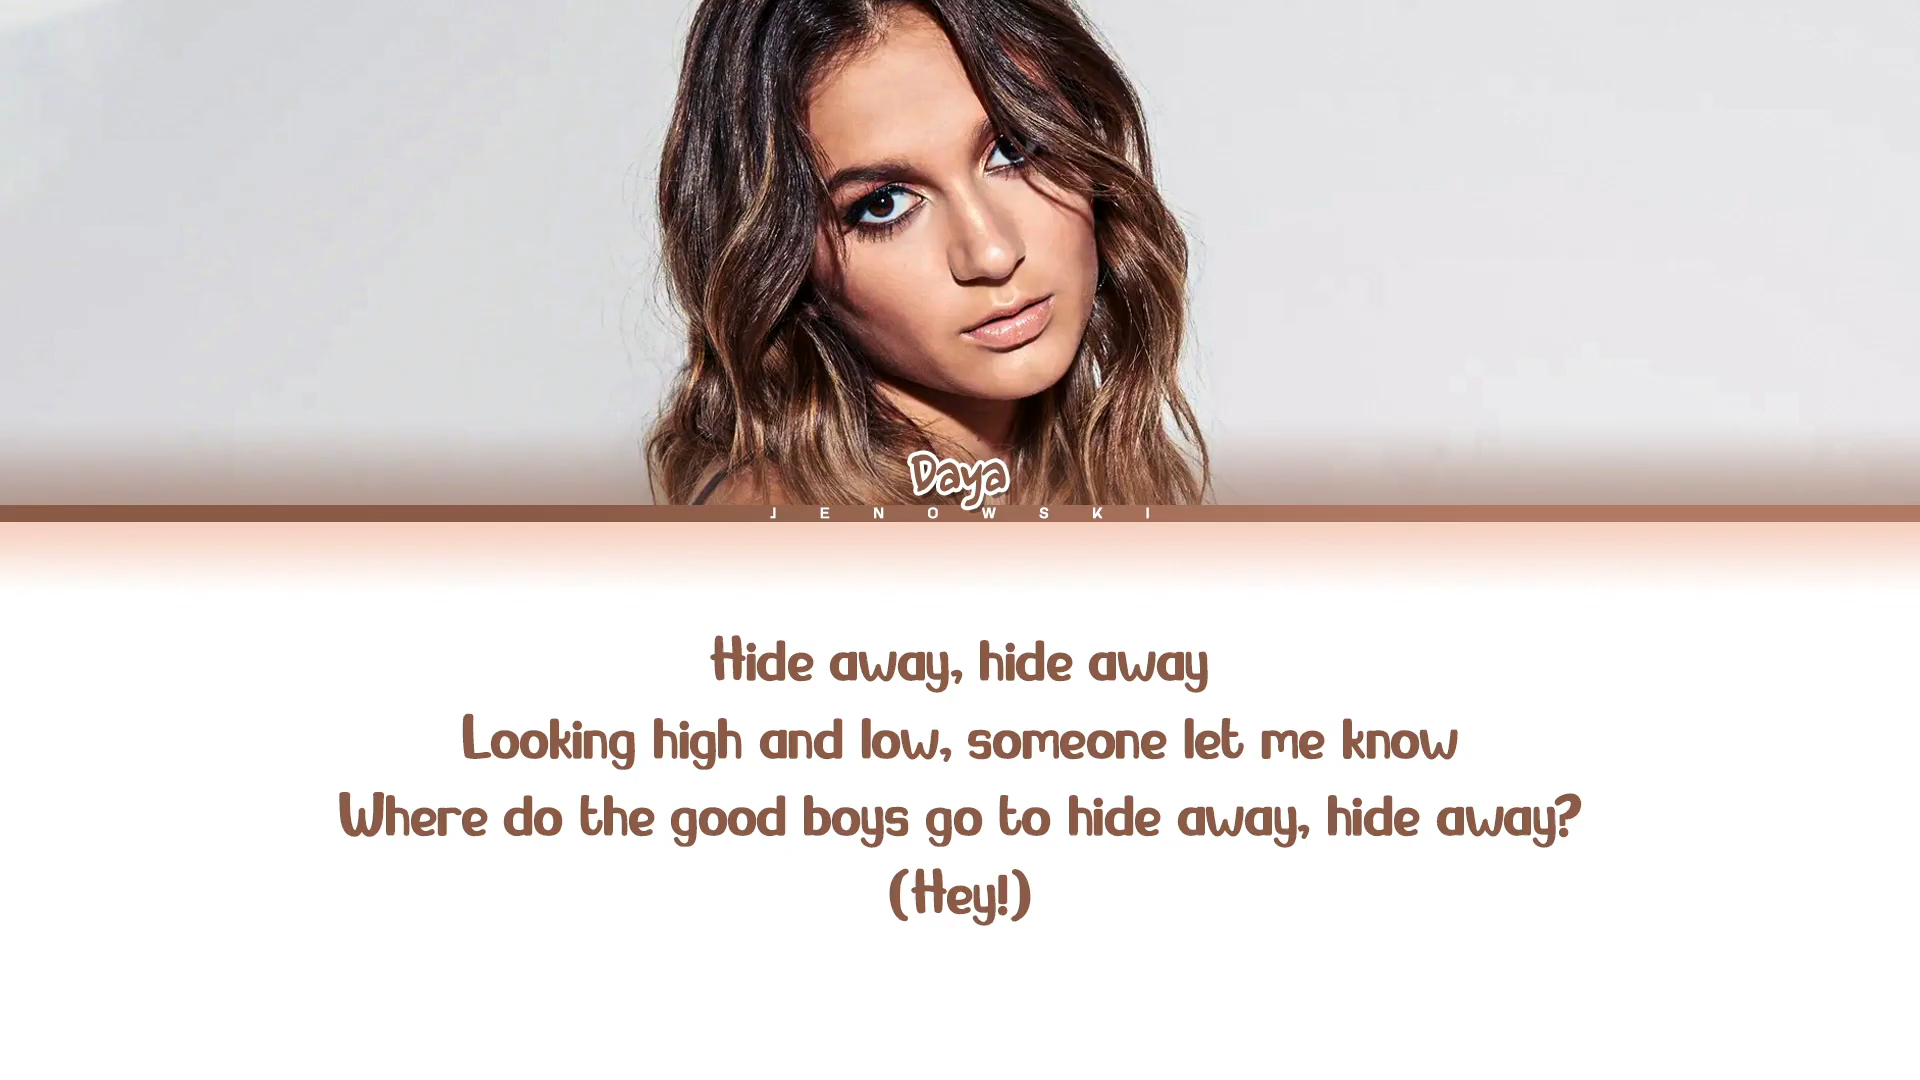 Daya
JENOWSKI
Hide away, hide away
Looking high and low, someone let me know
Where do the good boys go to hide away, hide away?
(Hey!)